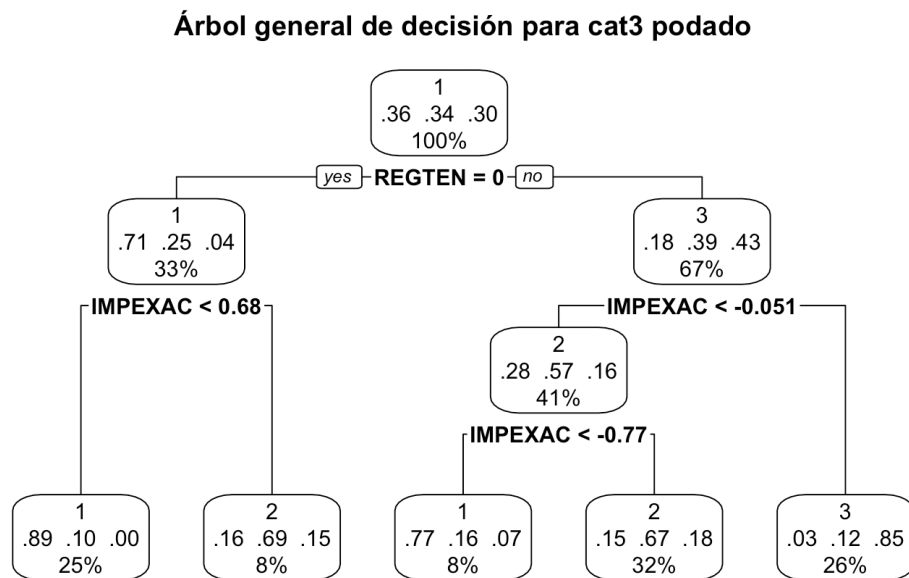 Árbol general de decisión para cat3 podado
1
.36 .34 .30
100%
yes REGTEN = 0 no
1
.71 .25 .04
33%
3
.18 .39 .43
67%
IMPEXAC < 0.68
IMPEXAC < -0.051
2
.28 .57 .16
41%
IMPEXAC < -0.77
1
.89 .10 .00
25%
2
.16 .69 .15
8%
1
.77 .16 .07
8%
2
.15 .67 .18
32%
3
.03 .12 .85
26%